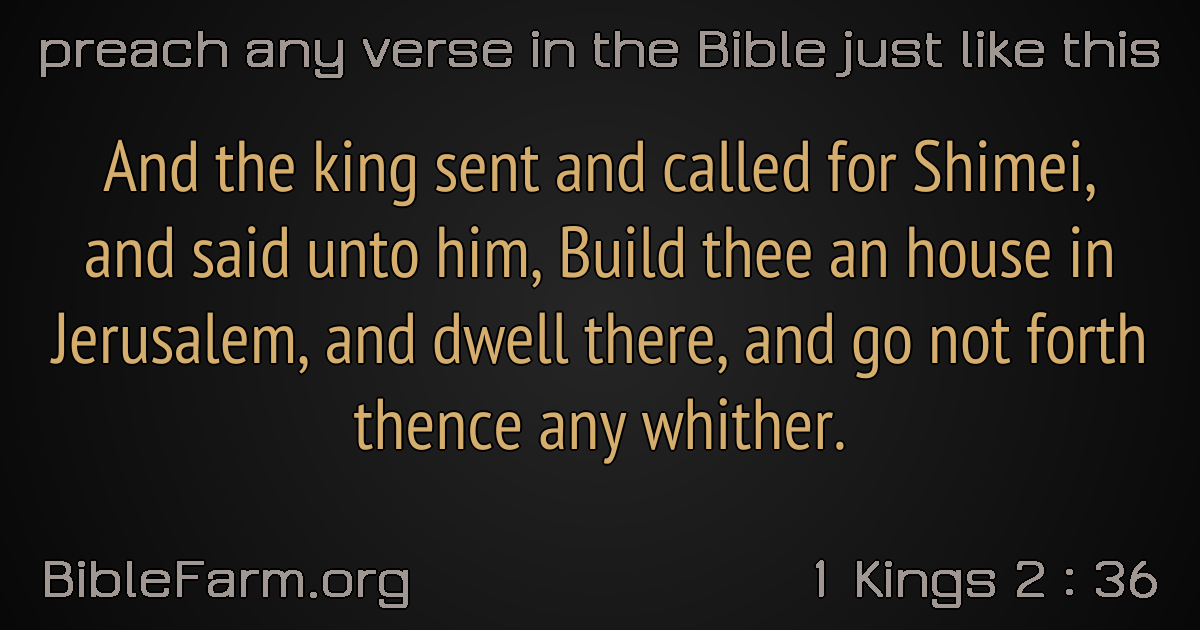 preach any verse in the Bible just like this
And the king sent and called for Shimei,
and said unto him, Build thee an house in
Jerusalem, and dwell there, and go not forth
thence any whither.
BibleFarm.org
1 Kings 2 : 36